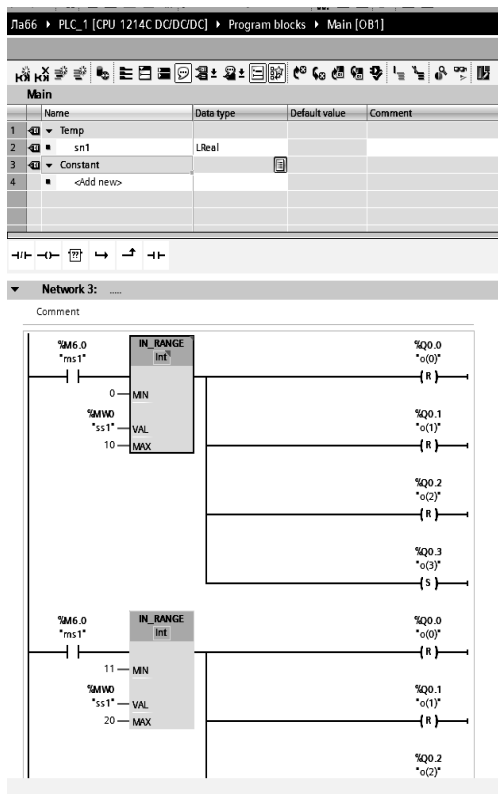 Лаб6 ▸ PLC_1 [CPU 1214C DC/DC/DC] ▸ Program blocks ▸ Main [OB1]
Main
Name Data type Default value Comment
1 Temp
2 sn1 LReal
3 Constant
4 <Add new>
??
Network 3: .....
Comment
%M6.0 IN_RANGE %Q0.0
"ms1" Int "o(0)"
R
0 MIN
%MW0 %Q0.1
"ss1" VAL "o(1)"
10 MAX R
%Q0.2
"o(2)"
R
%Q0.3
"o(3)"
S
%M6.0 IN_RANGE %Q0.0
"ms1" Int "o(0)"
R
11 MIN
%MW0 %Q0.1
"ss1" VAL "o(1)"
20 MAX R
%Q0.2
"o(2)"